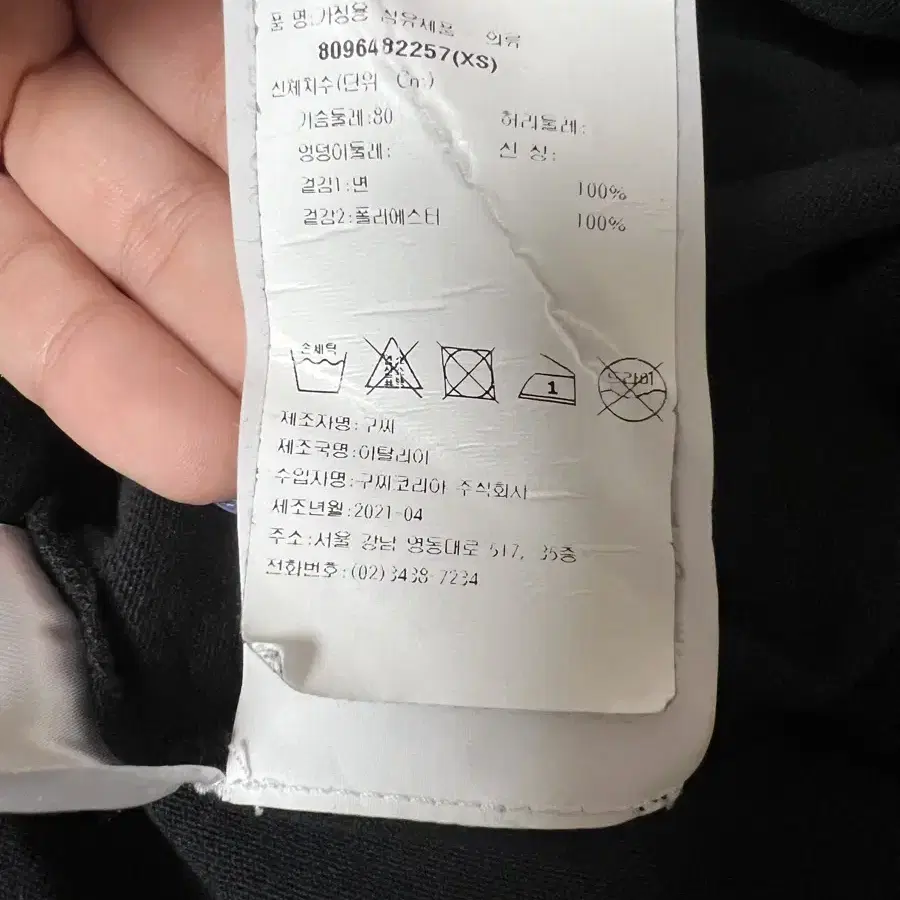 품 명:가정용 섬유제품 의류
8096482257(XS)
신체치수(단위 Cm)
가슴둘레:80 허리둘레:
엉덩이둘레: 신 장:
겉감1:면 100%
겉감2:폴리에스터 100%
손세탁 드라이
1
제조자명:구찌
제조국명:이탈리아
수입자명:구찌코리아 주식회사
제조년월:2021-04
주소:서울 강남 영동대로 517, 35층
전화번호:(02)3438-7234